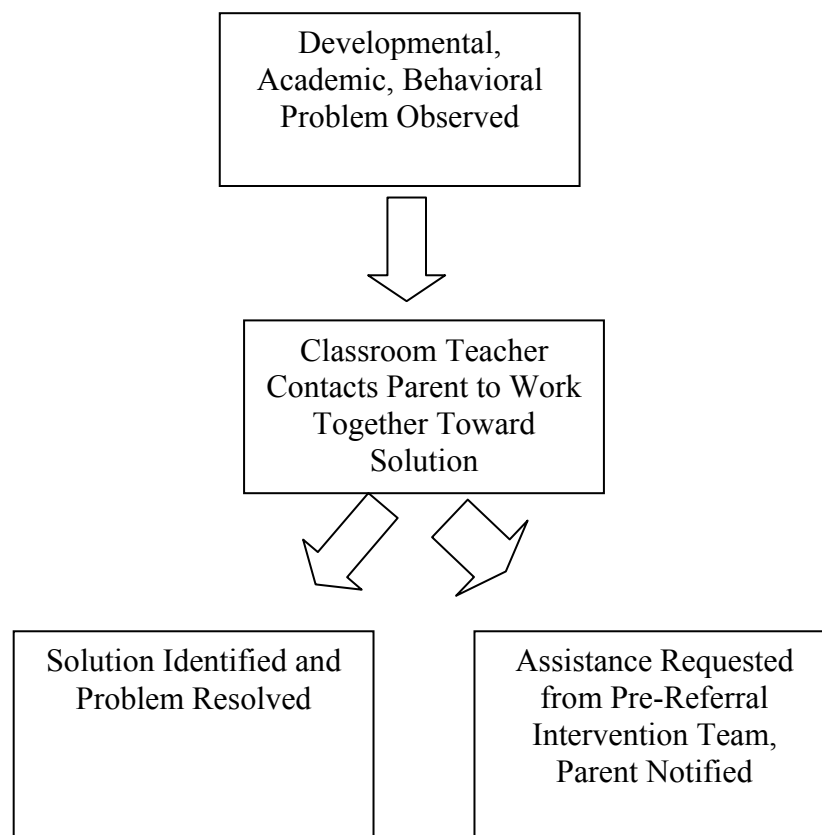 Developmental,
Academic, Behavioral
Problem Observed
Classroom Teacher
Contacts Parent to Work
Together Toward
Solution
Solution Identified and
Problem Resolved
Assistance Requested
from Pre-Referral
Intervention Team,
Parent Notified